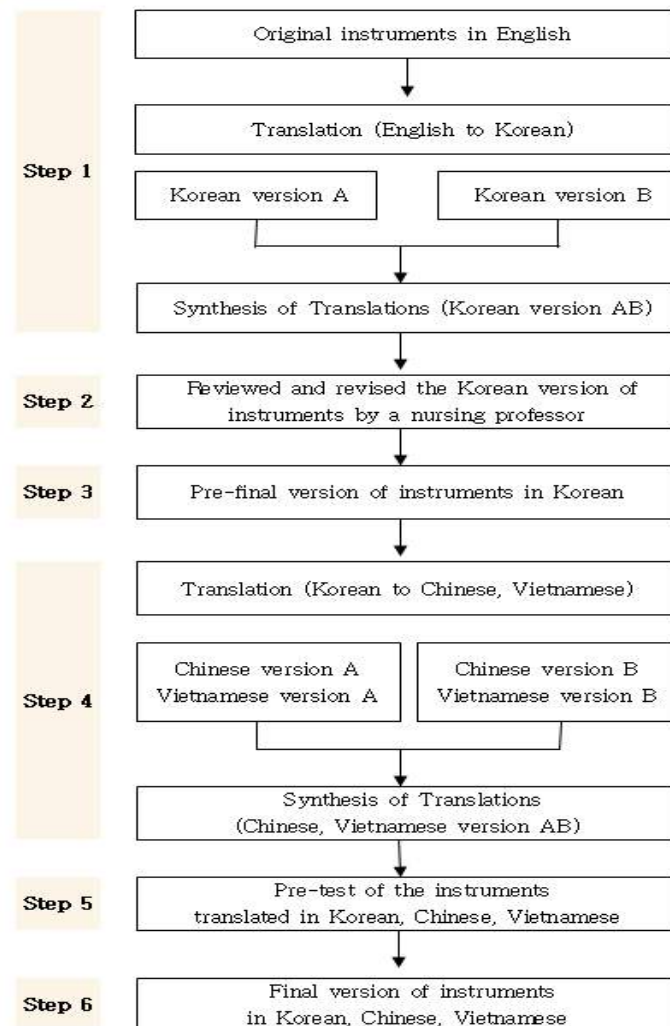 Original instruments in English
Translation (English to Korean)
Step 1
Korean version A
Korean version B
Synthesis of Translations (Korean version AB)
Step 2
Reviewed and revised the Korean version of
instruments by a nursing professor
Step 3
Pre-final version of instruments in Korean
Translation (Korean to Chinese, Vietnamese)
Step 4
Chinese version A
Vietnamese version A
Chinese version B
Vietnamese version B
Synthesis of Translations
(Chinese, Vietnamese version AB)
Step 5
Pre-test of the instruments
translated in Korean, Chinese, Vietnamese
Step 6
Final version of instruments
in Korean, Chinese, Vietnamese